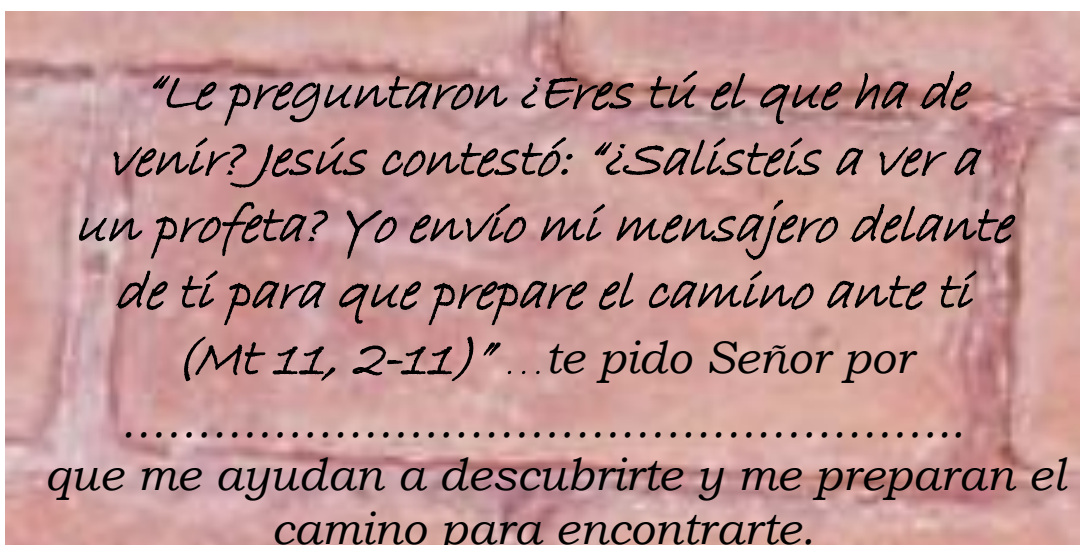 “Le preguntaron ¿Eres tú el que ha de
venir? Jesús contestó: “¿Salisteis a ver a
un profeta? Yo envío mi mensajero delante
de ti para que prepare el camino ante ti
(Mt 11, 2-11)” …te pido Señor por
……………………………………………………….
que me ayudan a descubrirte y me preparan el
camino para encontrarte.